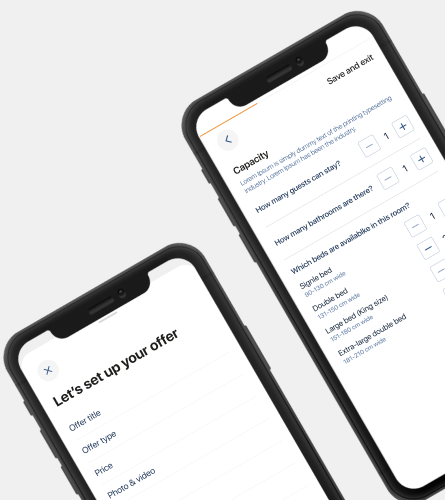 Save and exit
Capacity
Lorem Ipsum is simply dummy text of the printing typesetting
industry. Lorem Ipsum has been the industry.
How many guests can stay?
1
How many bathrooms are there?
1
Which beds are availabike in this room?
Signle bed
90-130 cm wide
1
Double bed
131-150 cm wide
Large bed (King size)
151-180 cm wide
Extra-large double bed
181-210 cm wide
Let's set up your offer
Offer title
Offer type
Price
Photo & video